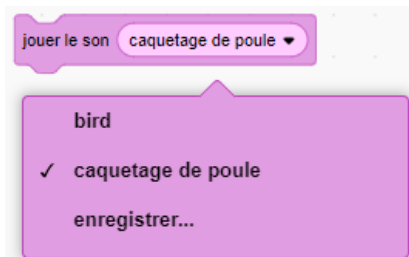 jouer le son caquetage de poule
bird
✓ caquetage de poule
enregistrer...